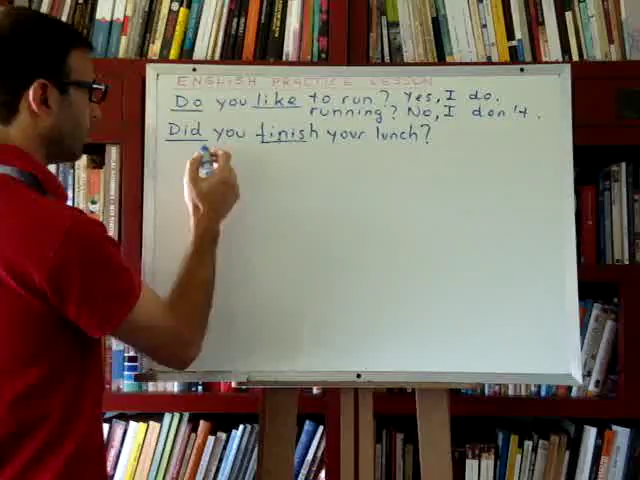 ENGLISH PRACTICE LESSON
Do you like to run? Yes, I do.
running? No, I don't.
Did you finish your lunch?